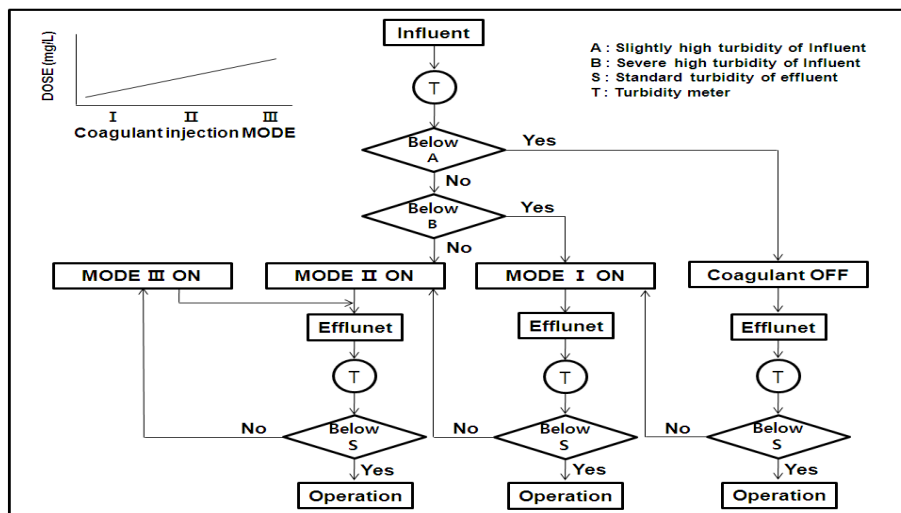 Influent
A : Slightly high turbidity of Influent
B : Severe high turbidity of Influent
S : Standard turbidity of effluent
T : Turbidity meter
DOSE (mg/L)
Ⅰ Ⅱ Ⅲ
Coagulant injection MODE
T
Below
A
Yes
No
Below
B
Yes
No
MODE Ⅲ ON
MODE Ⅱ ON
MODE Ⅰ ON
Coagulant OFF
Efflunet
Efflunet
Efflunet
T
T
T
No
Below
S
No
Below
S
No
Below
S
Yes
Yes
Yes
Operation
Operation
Operation